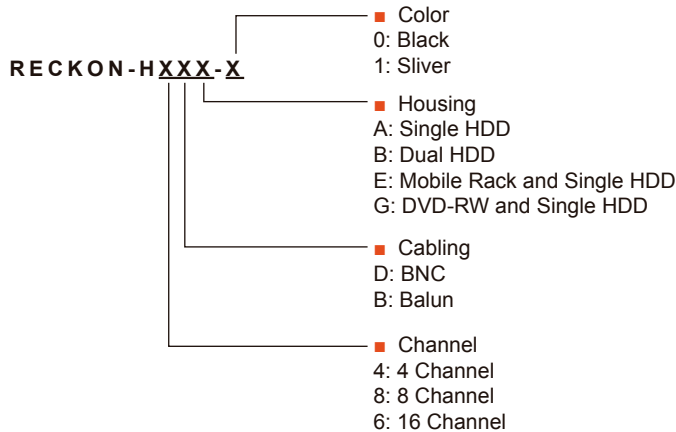 ■ Color
0: Black
1: Sliver
RECKON-HXXX-X
■ Housing
A: Single HDD
B: Dual HDD
E: Mobile Rack and Single HDD
G: DVD-RW and Single HDD
■ Cabling
D: BNC
B: Balun
■ Channel
4: 4 Channel
8: 8 Channel
6: 16 Channel